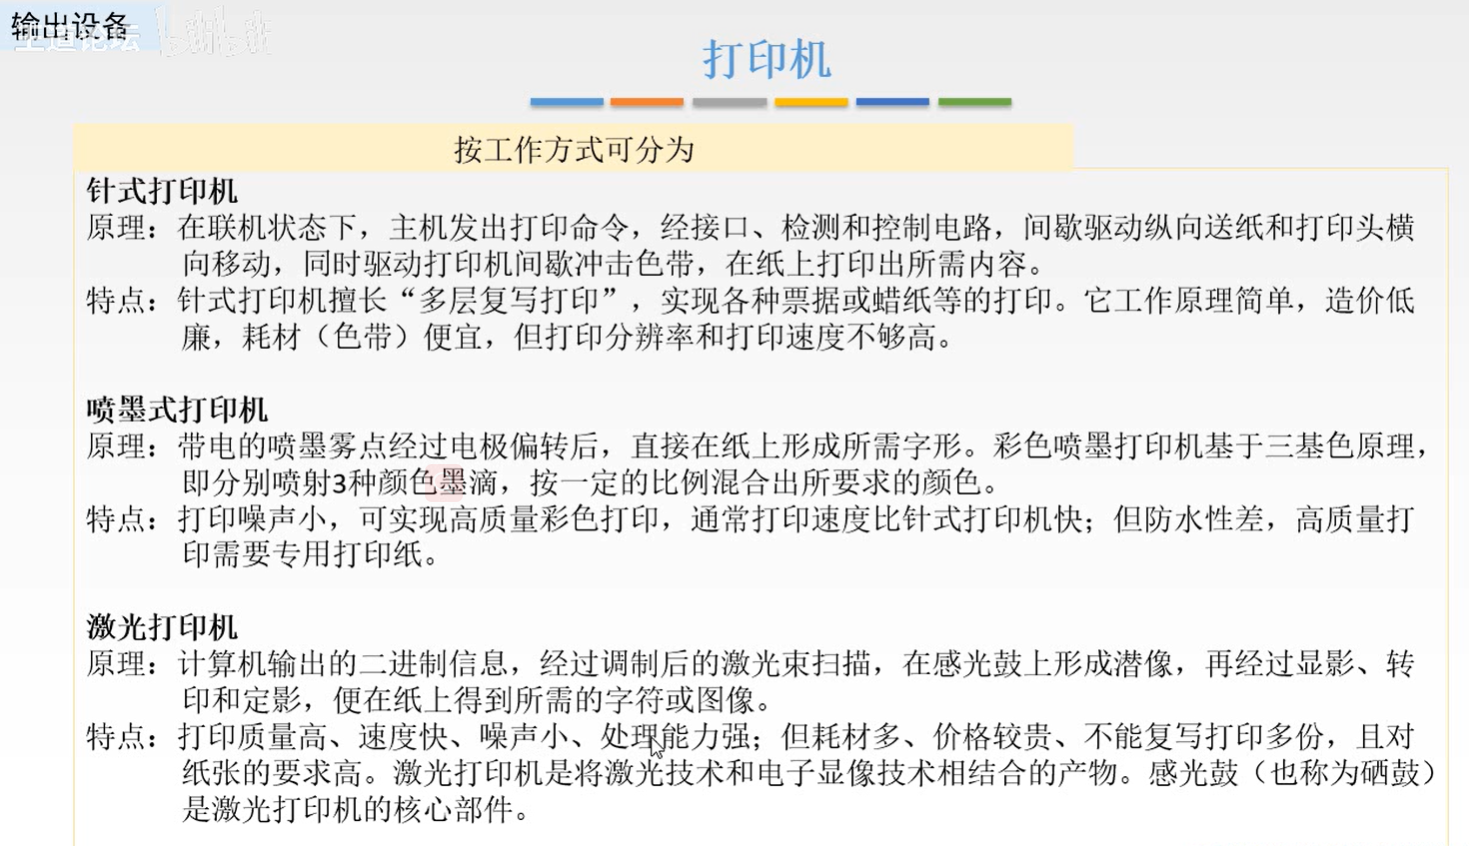 输出设备
王道论坛
bilibili
打印机
按工作方式可分为
针式打印机
原理：在联机状态下，主机发出打印命令，经接口、检测和控制电路，间歇驱动纵向送纸和打印头横
向移动，同时驱动打印机间歇冲击色带，在纸上打印出所需内容。
特点：针式打印机擅长“多层复写打印”，实现各种票据或蜡纸等的打印。它工作原理简单，造价低
廉，耗材（色带）便宜，但打印分辨率和打印速度不够高。
喷墨式打印机
原理：带电的喷墨雾点经过电极偏转后，直接在纸上形成所需字形。彩色喷墨打印机基于三基色原理，
即分别喷射3种颜色墨滴，按一定的比例混合出所要求的颜色。
特点：打印噪声小，可实现高质量彩色打印，通常打印速度比针式打印机快；但防水性差，高质量打
印需要专用打印纸。
激光打印机
原理：计算机输出的二进制信息，经过调制后的激光束扫描，在感光鼓上形成潜像，再经过显影、转
印和定影，便在纸上得到所需的字符或图像。
特点：打印质量高、速度快、噪声小、处理能力强；但耗材多、价格较贵、不能复写打印多份，且对
纸张的要求高。激光打印机是将激光技术和电子显像技术相结合的产物。感光鼓（也称为硒鼓）
是激光打印机的核心部件。